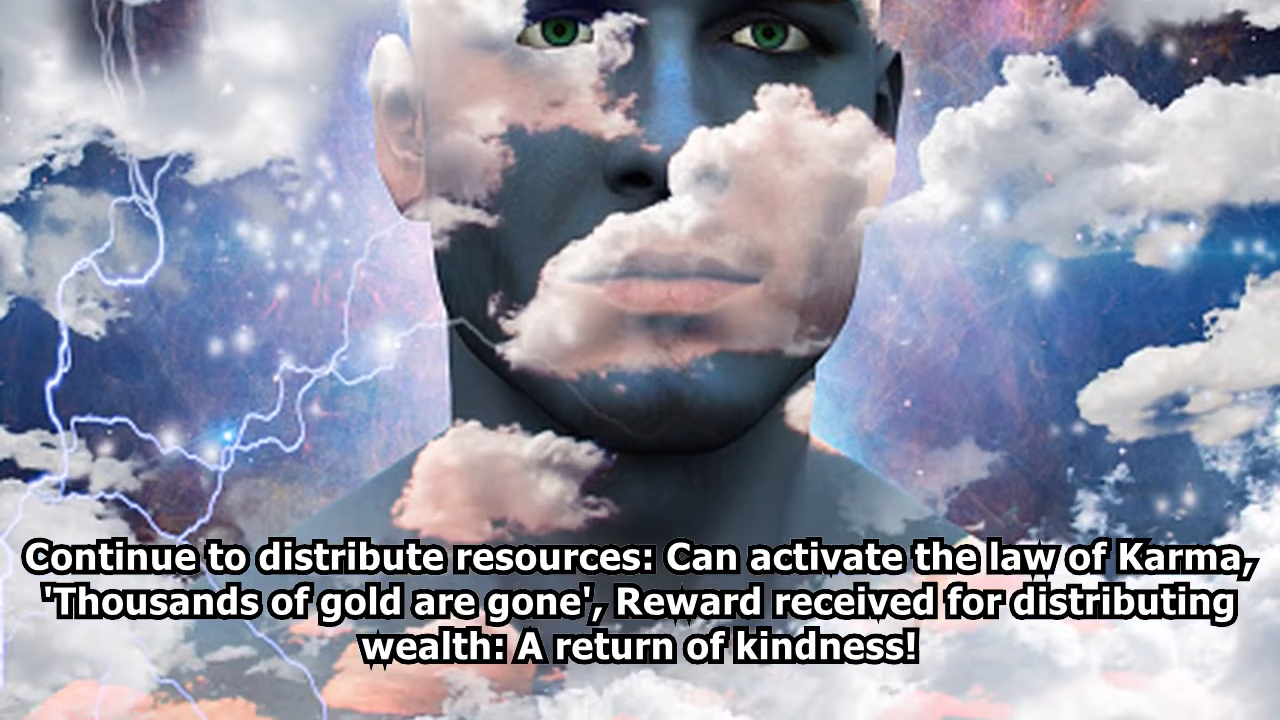 Continue to distribute resources: Can activate the law of Karma,
'Thousands of gold are gone', Reward received for distributing
wealth: A return of kindness!